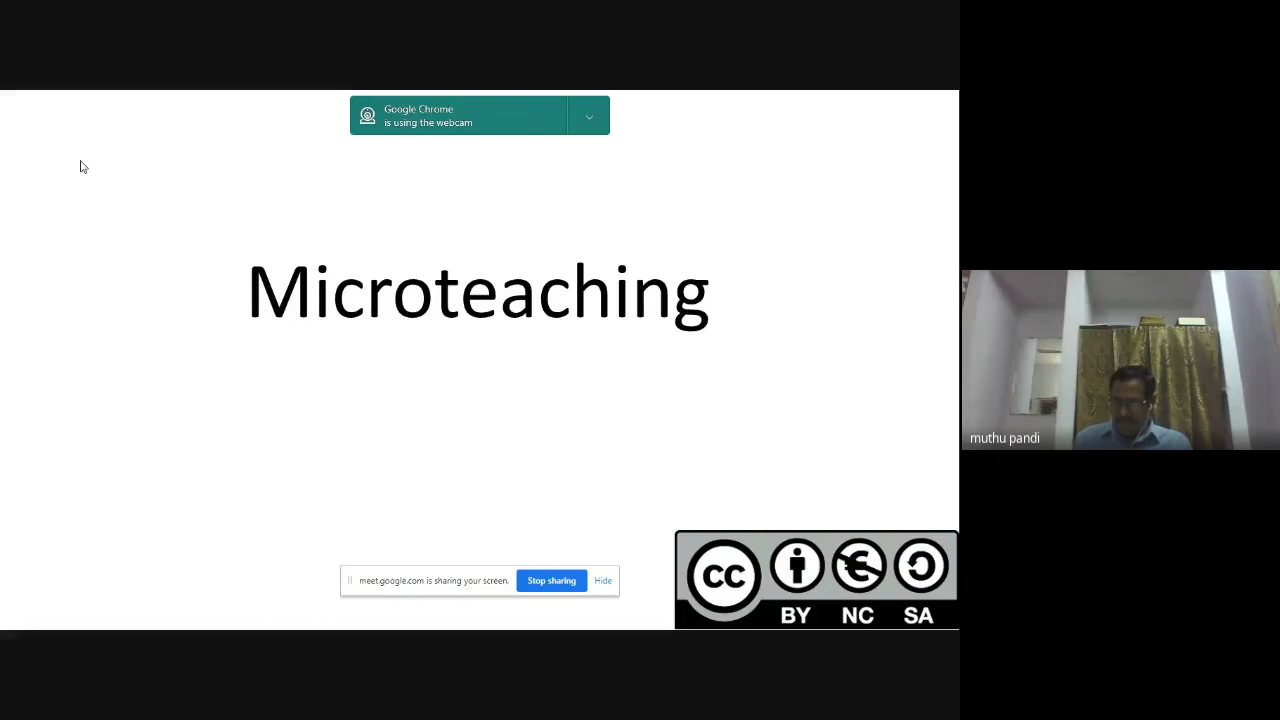 Google Chrome
is using the webcam
Microteaching
muthu pandi
meet.google.com is sharing your screen. Stop sharing Hide
CC BY NC SA